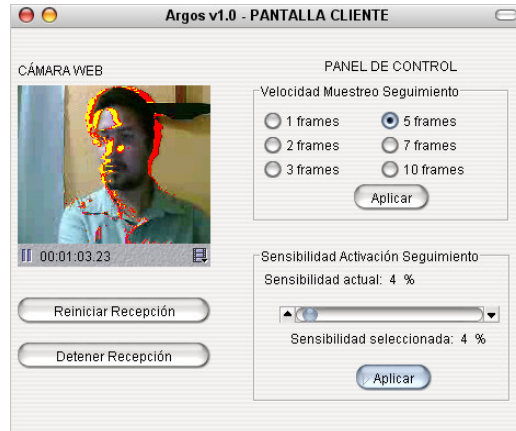 Argos v1.0 - PANTALLA CLIENTE
CÁMARA WEB
00:01:03.23
Reiniciar Recepción
Detener Recepción
PANEL DE CONTROL
Velocidad Muestreo Seguimiento
1 frames
5 frames
2 frames
7 frames
3 frames
10 frames
Aplicar
Sensibilidad Activación Seguimiento
Sensibilidad actual: 4 %
Sensibilidad seleccionada: 4 %
Aplicar